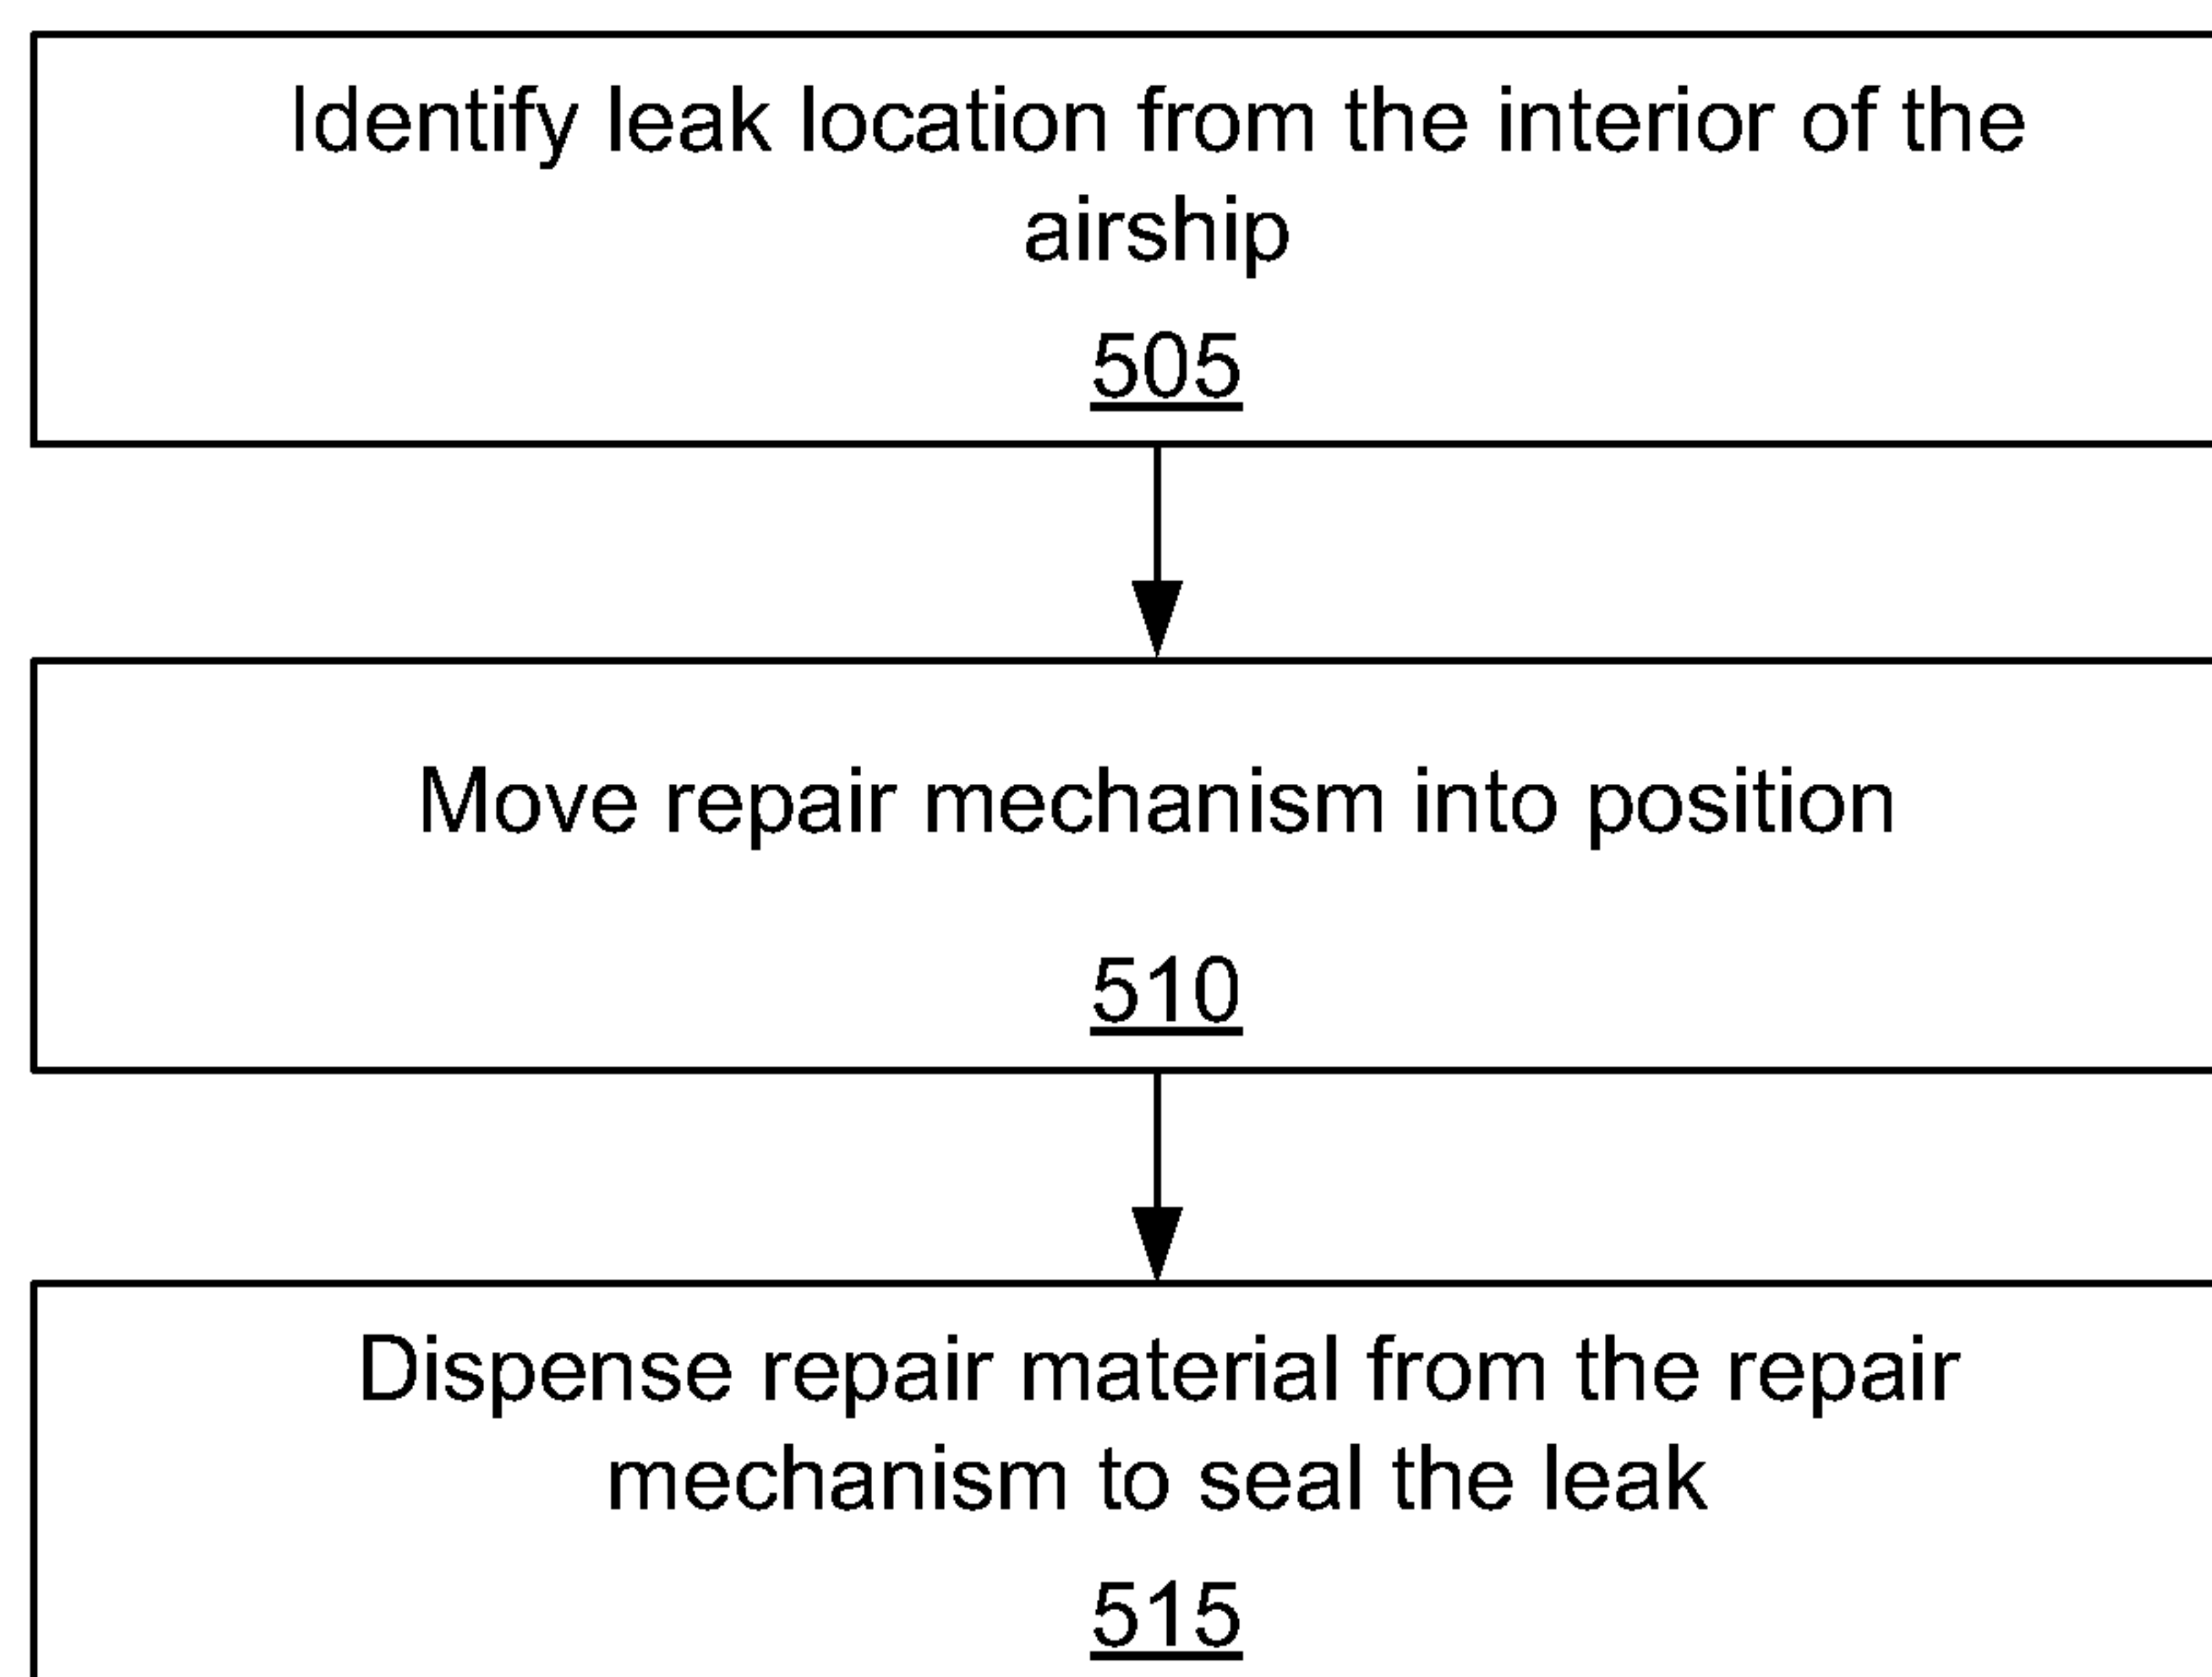 Identify leak location from the interior of the
airship
505
Move repair mechanism into position
510
Dispense repair material from the repair
mechanism to seal the leak
515